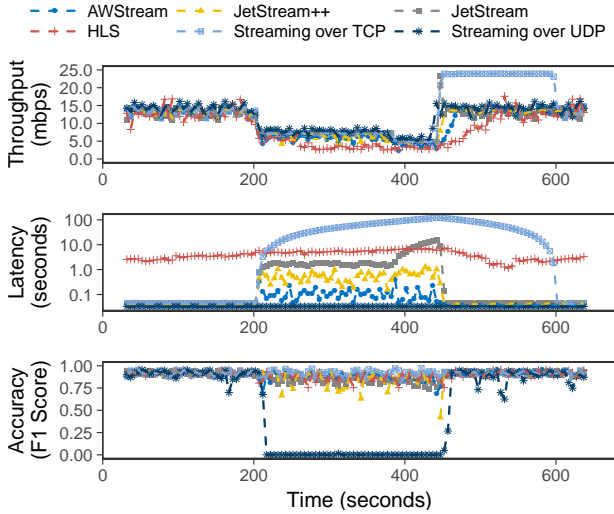 AWStream JetStream++ JetStream
HLS Streaming over TCP Streaming over UDP
Throughput (mbps)
25.0
20.0
15.0
10.0
5.0
0.0
0 200 400 600
Latency (seconds)
100
10.0
1.0
0.1
0 200 400 600
Accuracy (F1 Score)
1.00
0.75
0.50
0.25
0.00
0 200 400 600
Time (seconds)